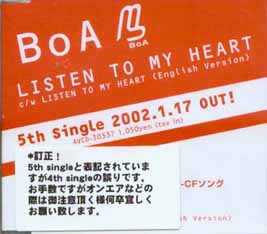 BoA BoA
LISTEN TO MY HEART
c/w LISTEN TO MY HEART (English Version)
5th Single 2002.1.17 OUT!
AVCD-30337 1,050yen (tax in)
-CFソング
*訂正！
5th singleと表記されていま
すが4th singleの誤りです。
お手数ですがオンエアなどの
際は御注意頂く様何卒宜しく
お願い致します。
Version)